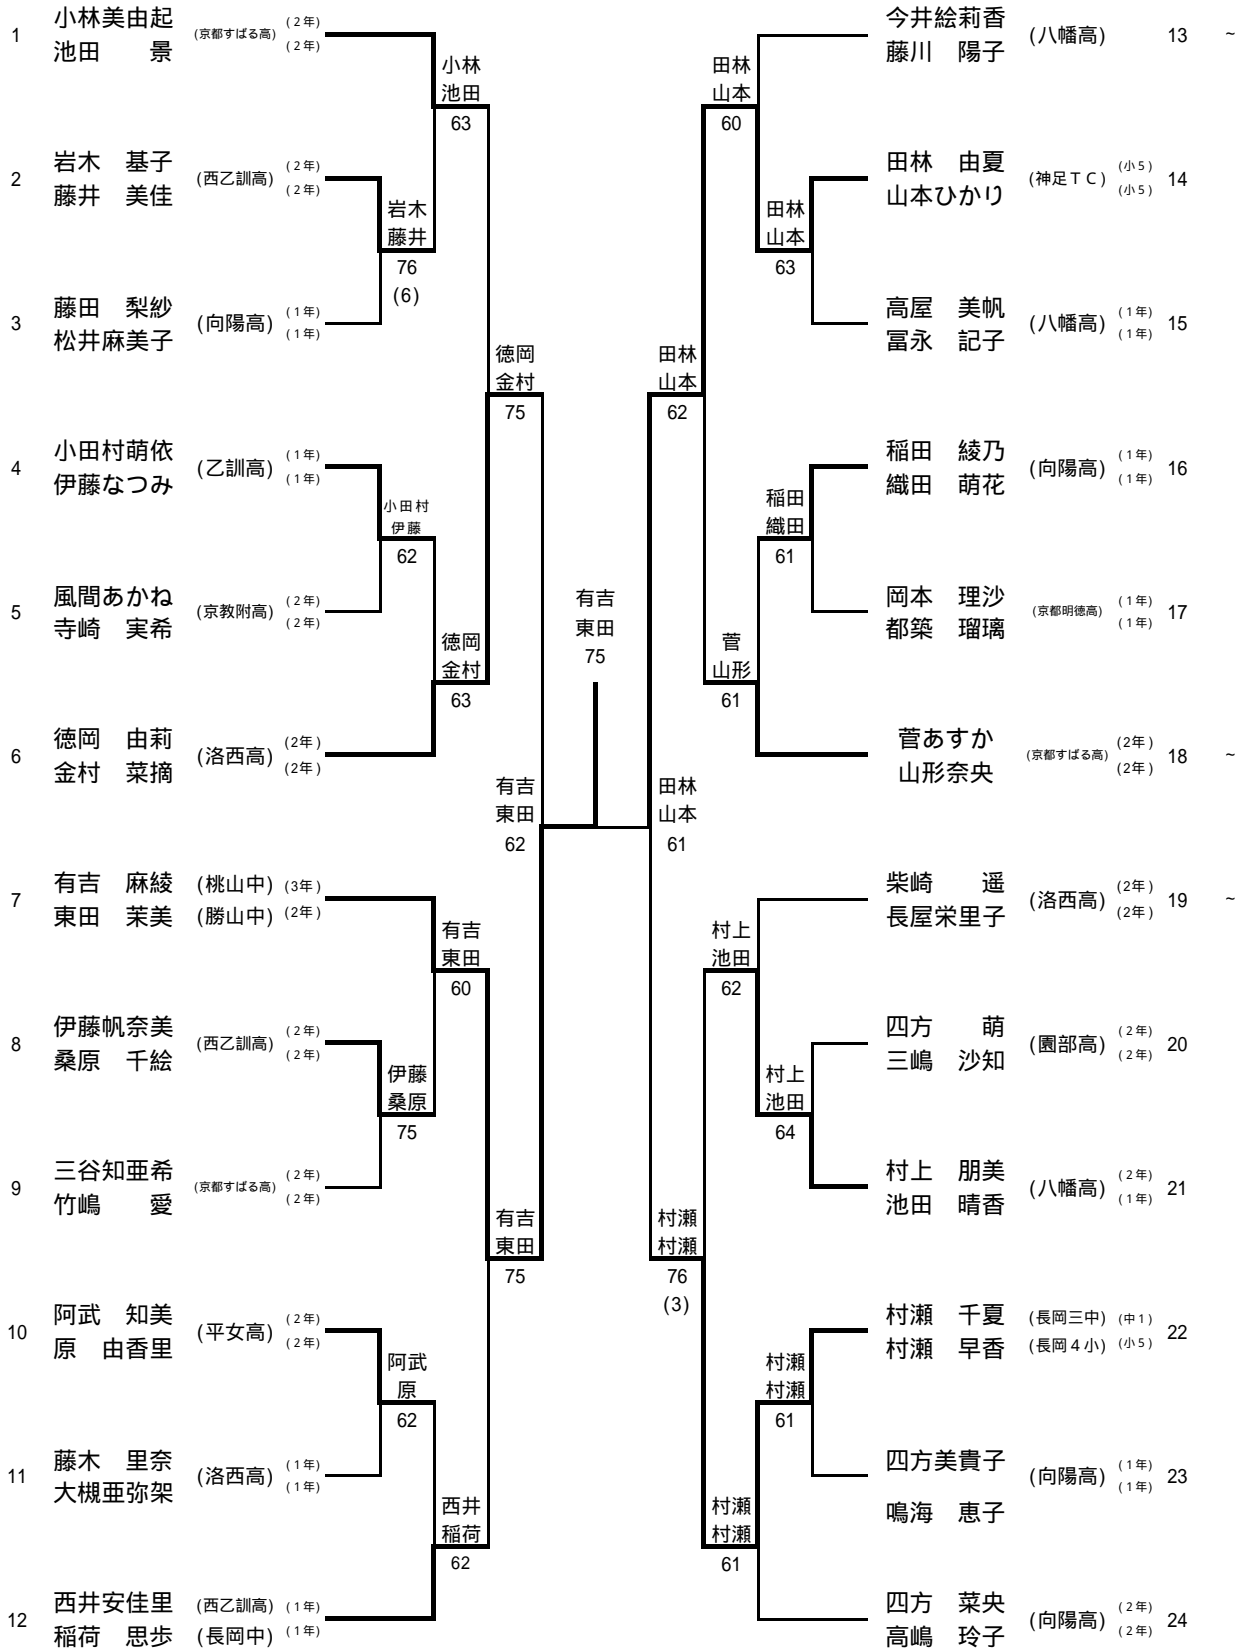 1 小林美由起 (京都すばる高) (2年)
池田　景 (2年)
小林
池田
63
2 岩木　基子 (西乙訓高) (2年)
藤井　美佳 (2年)
岩木
藤井
76
(6)
3 藤田　梨紗 (向陽高) (1年)
松井麻美子 (1年)
徳岡
金村
75
4 小田村萌依 (乙訓高) (1年)
伊藤なつみ (1年)
小田村
伊藤
62
5 風間あかね (京教附高) (2年)
寺崎　実希 (2年)
徳岡
金村
63
6 徳岡　由莉 (洛西高) (2年)
金村　菜摘 (2年)
有吉
東田
62
7 有吉　麻綾 (桃山中) (3年)
東田　茉美 (勝山中) (2年)
有吉
東田
60
8 伊藤帆奈美 (西乙訓高) (2年)
桑原　千絵 (2年)
伊藤
桑原
75
9 三谷知亜希 (京都すばる高) (2年)
竹嶋　愛 (2年)
有吉
東田
75
10 阿武　知美 (平女高) (2年)
原　由香里 (2年)
阿武
原
62
11 藤木　里奈 (洛西高) (1年)
大槻亜弥架 (1年)
西井
稲荷
62
12 西井安佳里 (西乙訓高) (1年)
稲荷　思歩 (長岡中) (1年)
有吉
東田
75
今井絵莉香 (八幡高) 13 ~
藤川　陽子
田林
山本
60
田林　由夏 (神足TC) (小5) 14
山本ひかり (小5)
田林
山本
63
高屋　美帆 (八幡高) (1年) 15
冨永　記子 (1年)
田林
山本
62
稲田　綾乃 (向陽高) (1年) 16
織田　萌花 (1年)
稲田
織田
61
岡本　理沙 (京都明徳高) (1年) 17
都築　瑠璃 (1年)
菅
山形
61
菅あすか (京都すばる高) (2年) 18 ~
山形奈央 (2年)
田林
山本
61
柴崎　遥 (洛西高) (2年) 19 ~
長屋栄里子 (2年)
村上
池田
62
四方　萌 (園部高) (2年) 20
三嶋　沙知 (2年)
村上
池田
64
村上　朋美 (八幡高) (2年) 21
池田　晴香 (1年)
村瀬
村瀬
76
(3)
村瀬　千夏 (長岡三中) (中1) 22
村瀬　早香 (長岡4小) (小5)
村瀬
村瀬
61
四方美貴子 (向陽高) (1年) 23
鳴海　恵子 (1年)
村瀬
村瀬
61
四方　菜央 (向陽高) (2年) 24
高嶋　玲子 (2年)